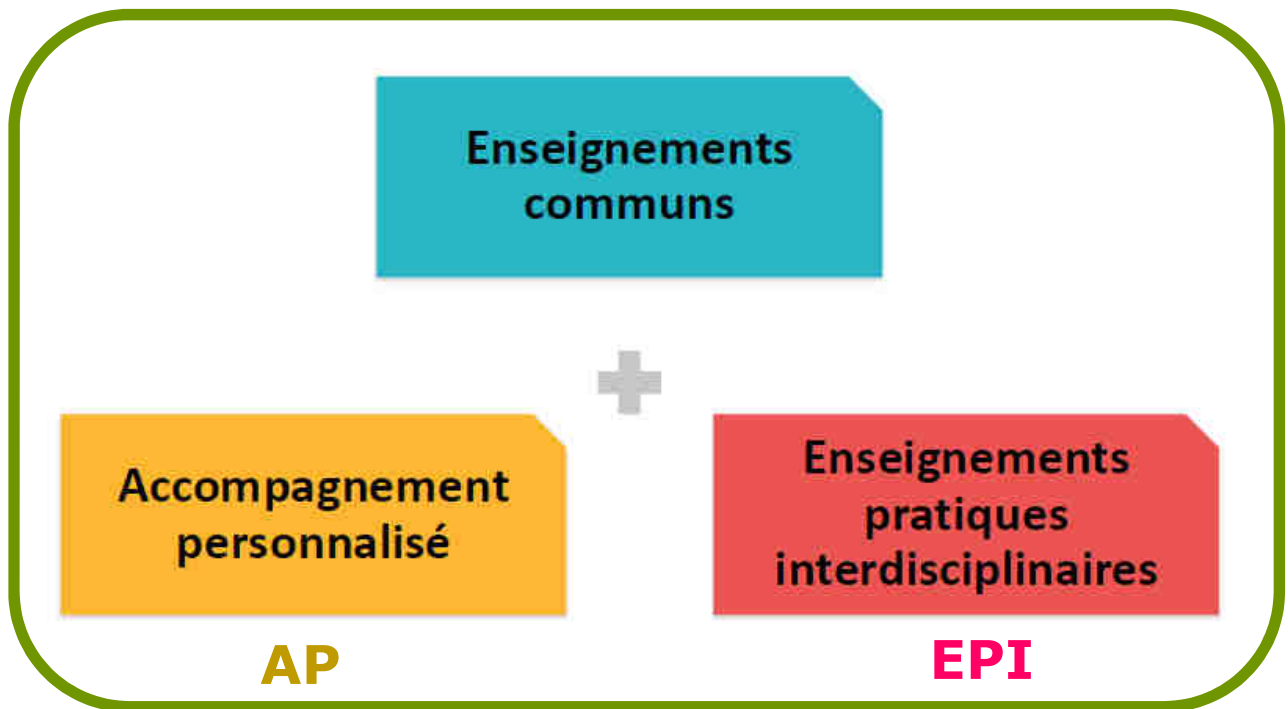 Enseignements
communs
Accompagnement
personnalisé
AP
Enseignements
pratiques
interdisciplinaires
EPI